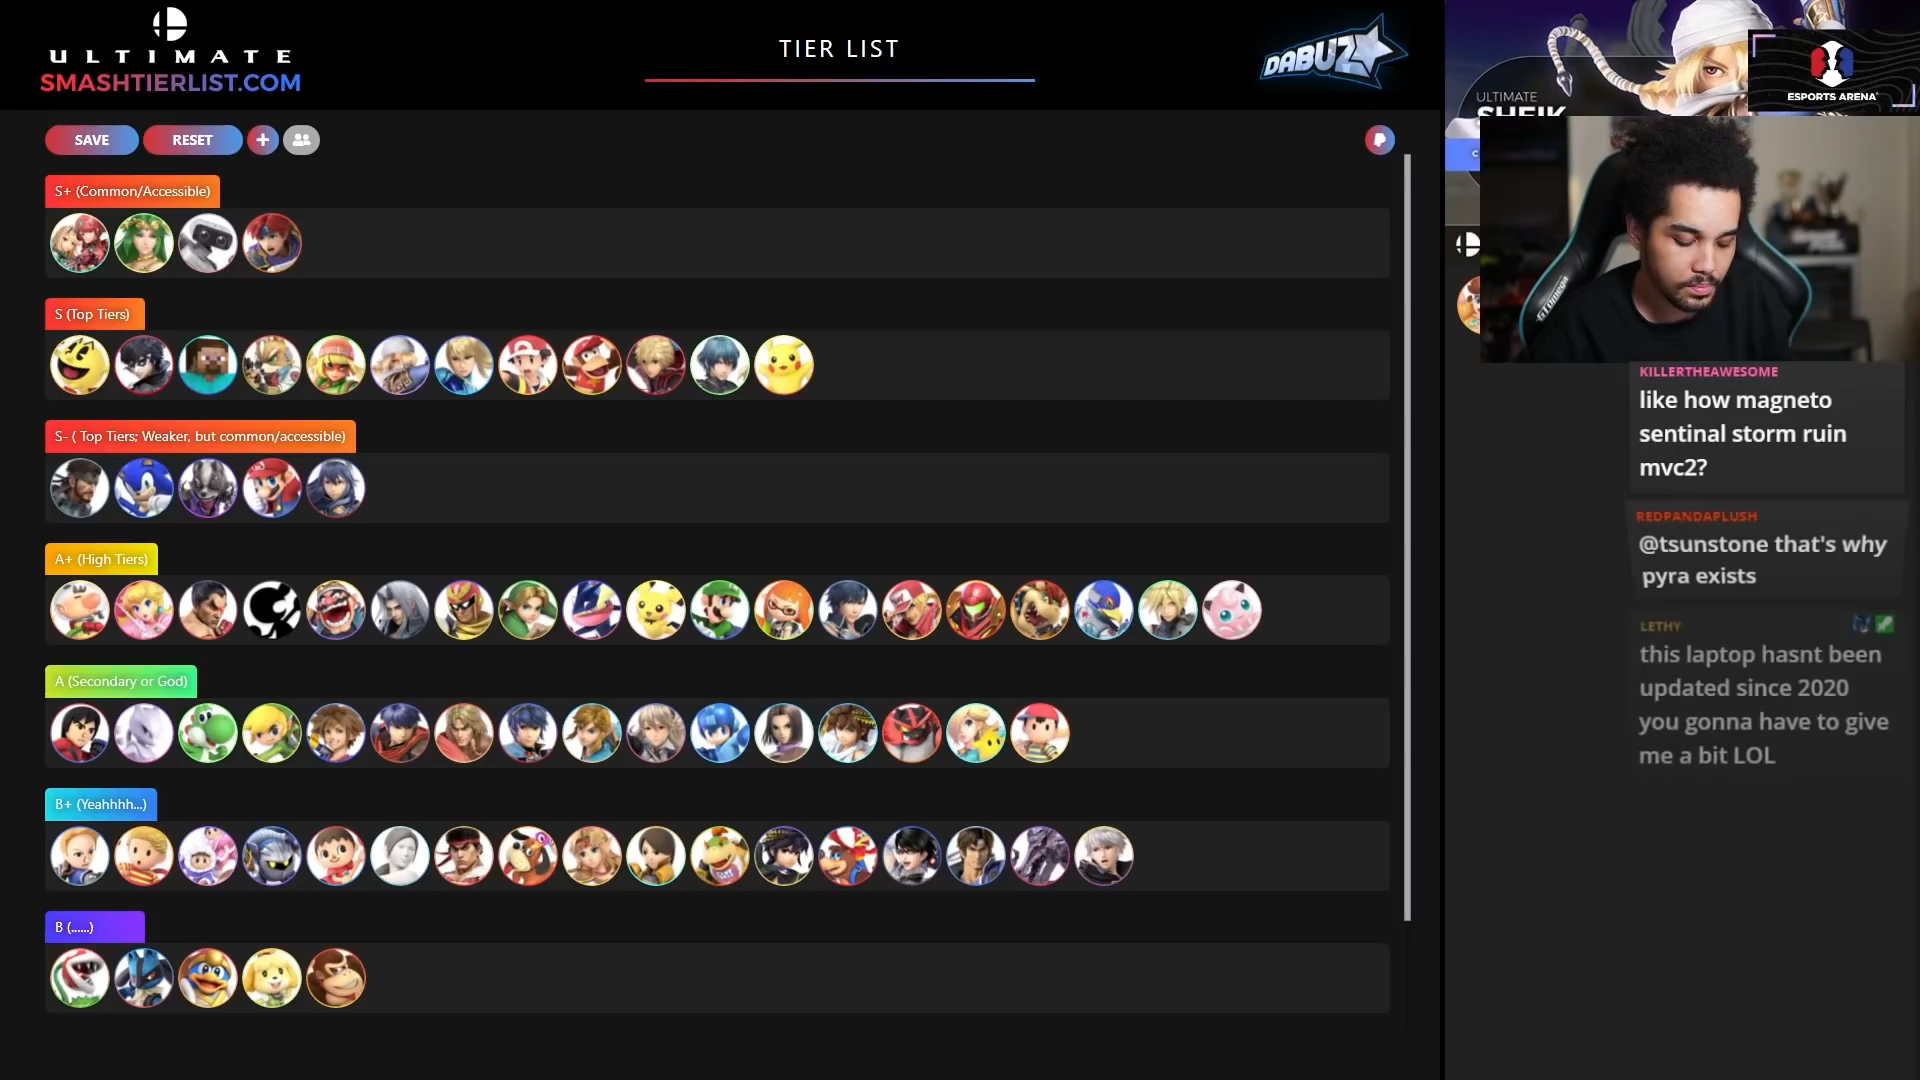 ULTIMATE
SMASHTIERLIST.COM
TIER LIST
DABUZ
SAVE
RESET
+
S+ (Common/Accessible)
S (Top Tiers)
S- ( Top Tiers; Weaker, but common/accessible)
A+ (High Tiers)
A (Secondary or God)
B+ (Yeahhhh...)
B (......)
ULTIMATE
SHEIK
ESPORTS ARENA
C
GTOmega
KILLERTHEAWESOME
like how magneto
sentinal storm ruin
mvc2?
REDPANDAPLUSH
@tsunstone that's why
pyra exists
LETHY
this laptop hasnt been
updated since 2020
you gonna have to give
me a bit LOL